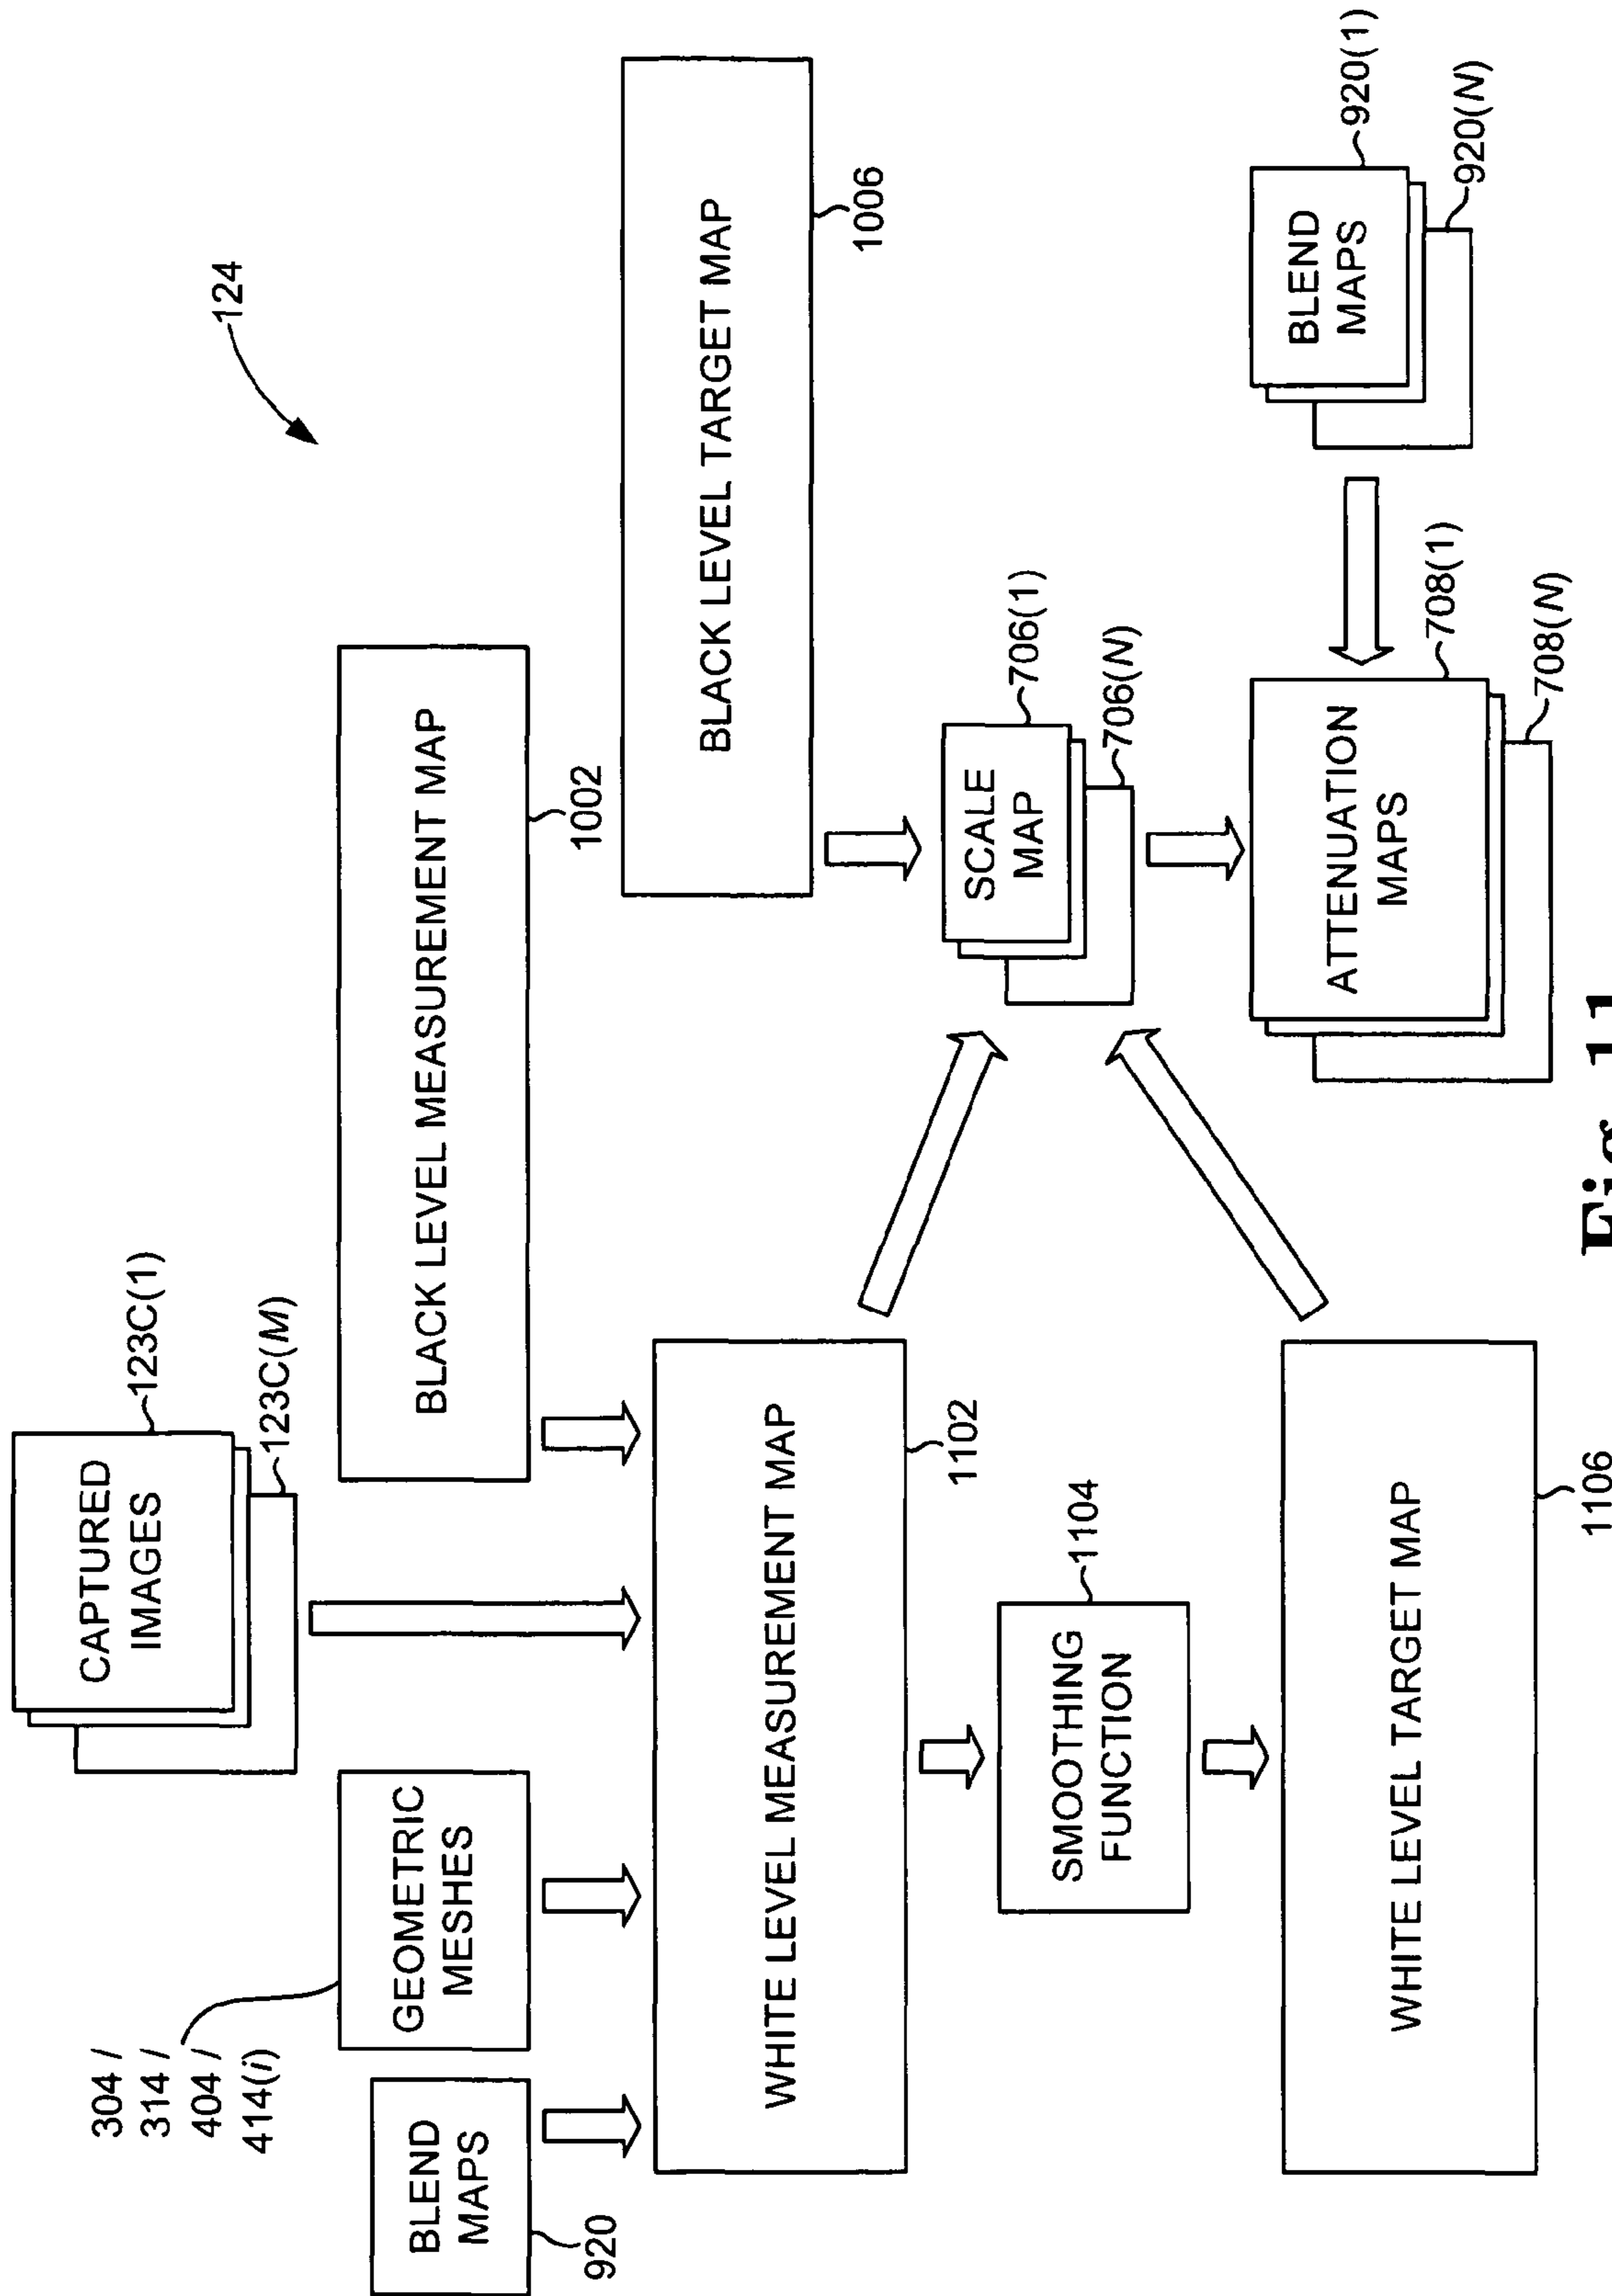 124
CAPTURED
IMAGES
123C(1)
123C(M)
304 /
314 /
404 /
414(i)
BLEND
MAPS
920
GEOMETRIC
MESHES
BLACK LEVEL MEASUREMENT MAP
1002
WHITE LEVEL MEASUREMENT MAP
1102
BLACK LEVEL TARGET MAP
1006
SMOOTHING
FUNCTION
1104
SCALE
MAP
706(1)
706(N)
WHITE LEVEL TARGET MAP
1106
ATTENUATION
MAPS
708(1)
708(N)
BLEND
MAPS
920(1)
920(N)
Fig. 11